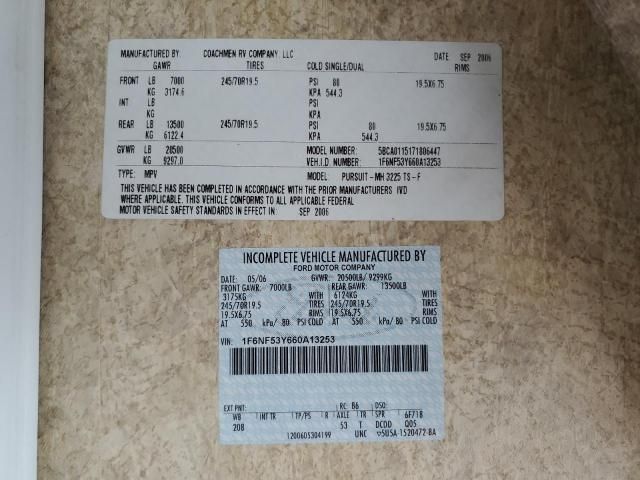 MANUFACTURED BY: COACHMEN RV COMPANY LLC DATE SEP 2006
GAWR TIRES COLD SINGLE/DUAL RIMS
FRONT LB 7000 245/70R19.5 PSI 80 19.5X6.75
KG 3174.6 KPA 544.3
INT LB PSI
KG KPA
REAR LB 13500 245/70R19.5 PSI 80 19.5X6.75
KG 6122.4 KPA 544.3
GVWR LB 20500 MODEL NUMBER: 5BCA0115171806447
KG 9297.0 VEH.I.D NUMBER: 1F6NF53Y660A13253
TYPE: MPV MODEL: PURSUIT-MH 3225 TS-F
THIS VEHICLE HAS BEEN COMPLETED IN ACCORDANCE WITH THE PRIOR MANUFACTURERS IVD
WHERE APPLICABLE. THIS VEHICLE CONFORMS TO ALL APPLICABLE FEDERAL
MOTOR VEHICLE SAFETY STANDARDS IN EFFECT IN: SEP 2006
INCOMPLETE VEHICLE MANUFACTURED BY
FORD MOTOR COMPANY
DATE: 05/06 GVWR: 20500LB/ 9299KG
FRONT GAWR: 7000LB REAR GAWR: 13500LB
3175KG WITH 6124KG WITH
245/70R19.5 TIRES 245/70R19.5 TIRES
19.5X6.75 RIMS 19.5X6.75 RIMS
AT 550 kPa/ 80 PSI COLD AT 550 kPa/ 80 PSI COLD
VIN: 1F6NF53Y660A13253
EXT PNT: RC: 86 DSO:
WB INT TR TP/PS R AXLE TR SPR 6F718
208 53 T DCDD Q05
1200605304199 UNC 5USA-1520472-BA